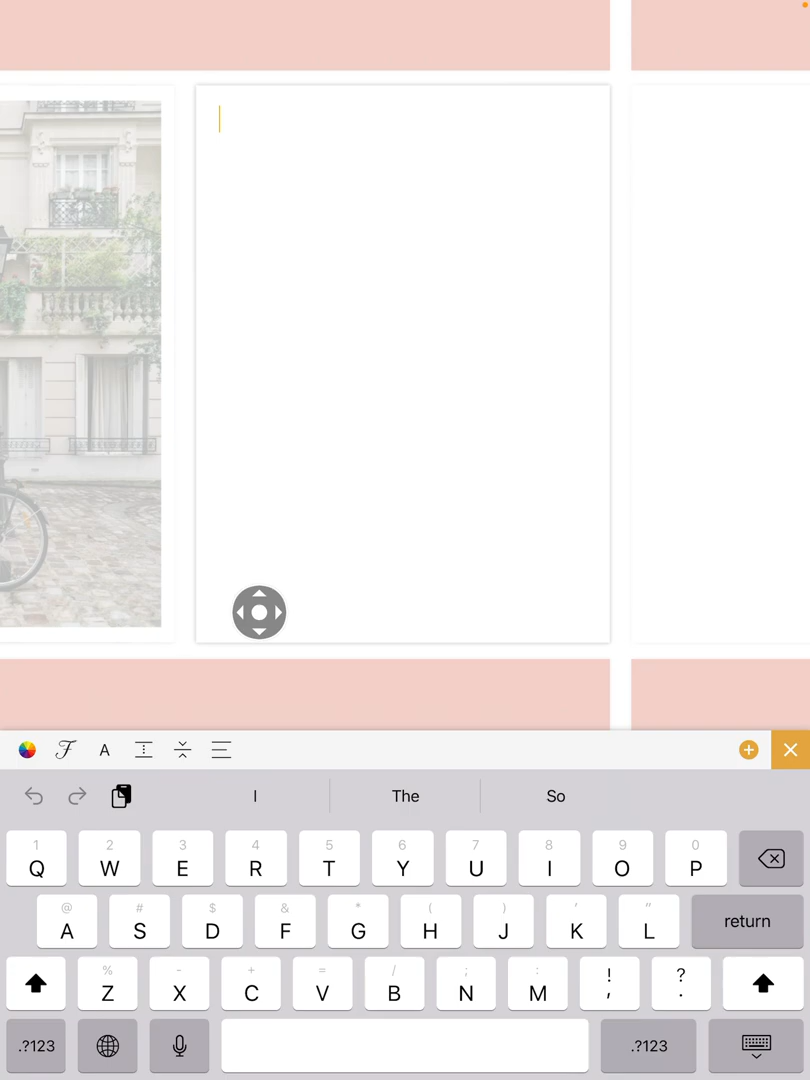 A
I The So
1 2 3 4 5 6 7 8 9 0
Q W E R T Y U I O P
@ # $ & * ( ) ' "
A S D F G H J K L return
% - + = / ; : ! ?
Z X C V B N M , .
.?123 .?123